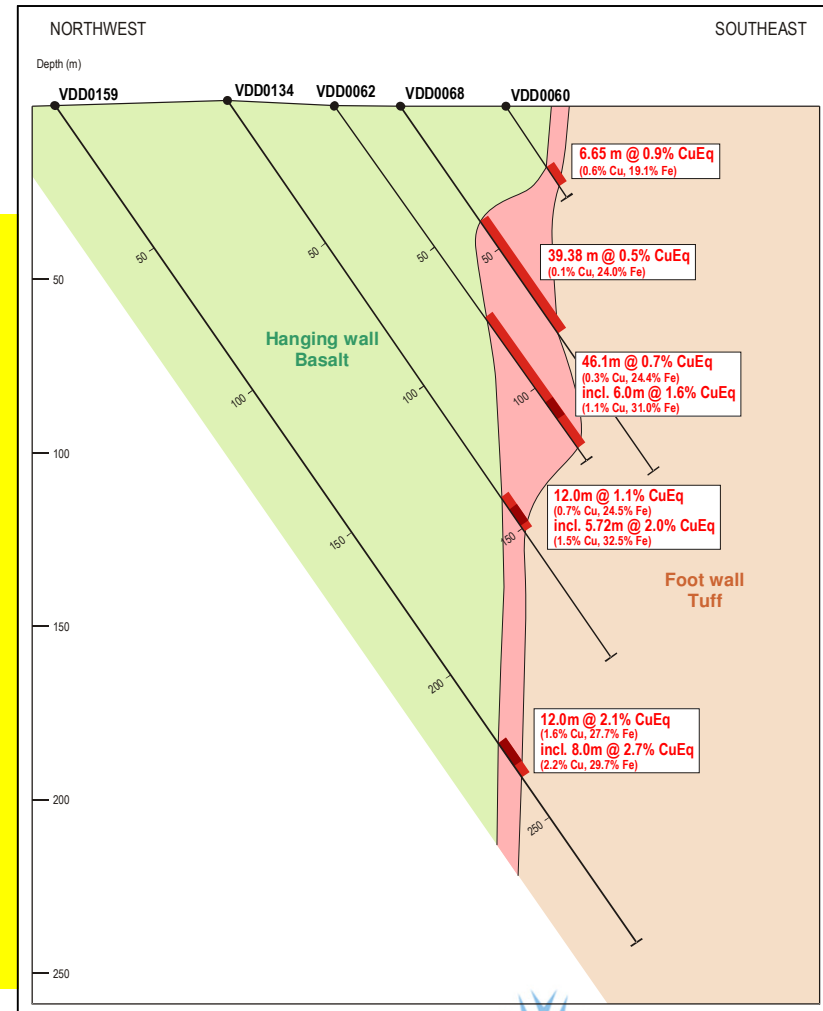 NORTHWEST
SOUTHEAST
Depth (m)
VDD0159
VDD0134
VDD0062
VDD0068
VDD0060
6.65 m @ 0.9% CuEq
(0.6% Cu, 19.1% Fe)
39.38 m @ 0.5% CuEq
(0.1% Cu, 24.0% Fe)
50
50
50
50
50
Hanging wall
Basalt
46.1m @ 0.7% CuEq
(0.3% Cu, 24.4% Fe)
incl. 6.0m @ 1.6% CuEq
(1.1% Cu, 31.0% Fe)
100
100
100
100
12.0m @ 1.1% CuEq
(0.7% Cu, 24.5% Fe)
incl. 5.72m @ 2.0% CuEq
(1.5% Cu, 32.5% Fe)
150
150
Foot wall
Tuff
150
200
12.0m @ 2.1% CuEq
(1.6% Cu, 27.7% Fe)
incl. 8.0m @ 2.7% CuEq
(2.2% Cu, 29.7% Fe)
200
250
250